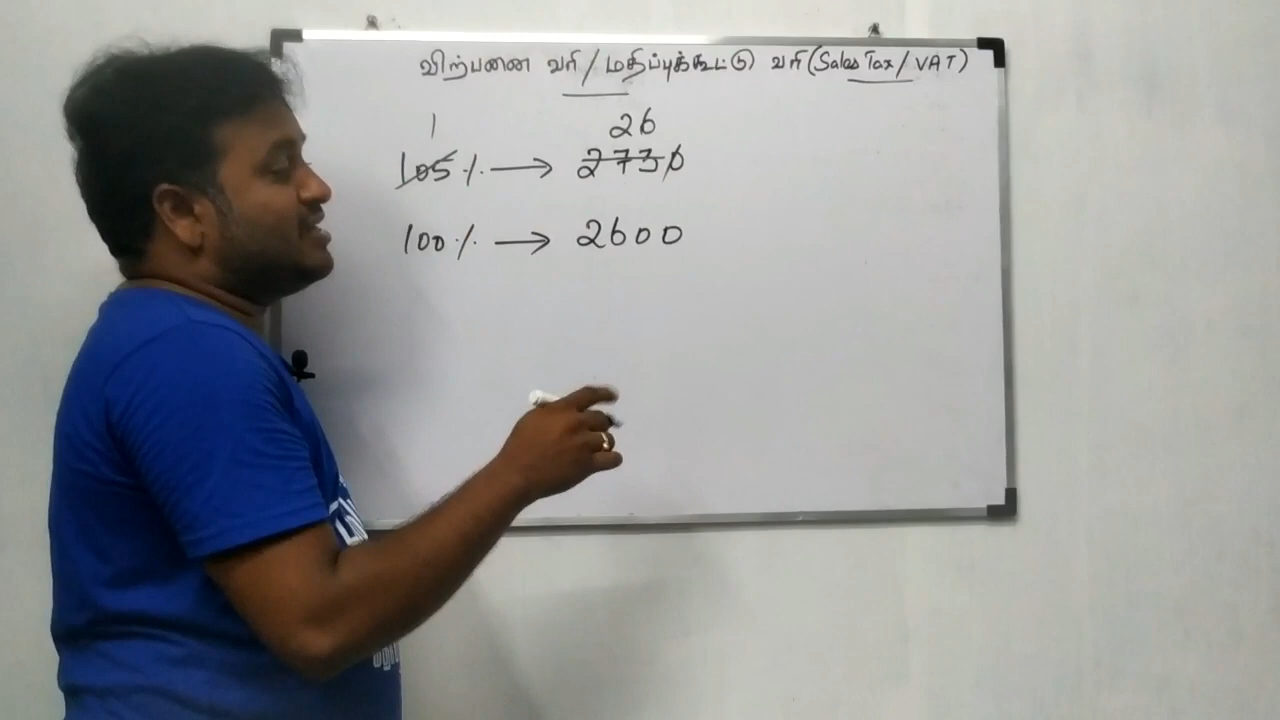 விற்பனை வரி / மதிப்புக்கூட்டு வரி (Sales Tax / VAT)
1 26
105% → 2730
100% → 2600